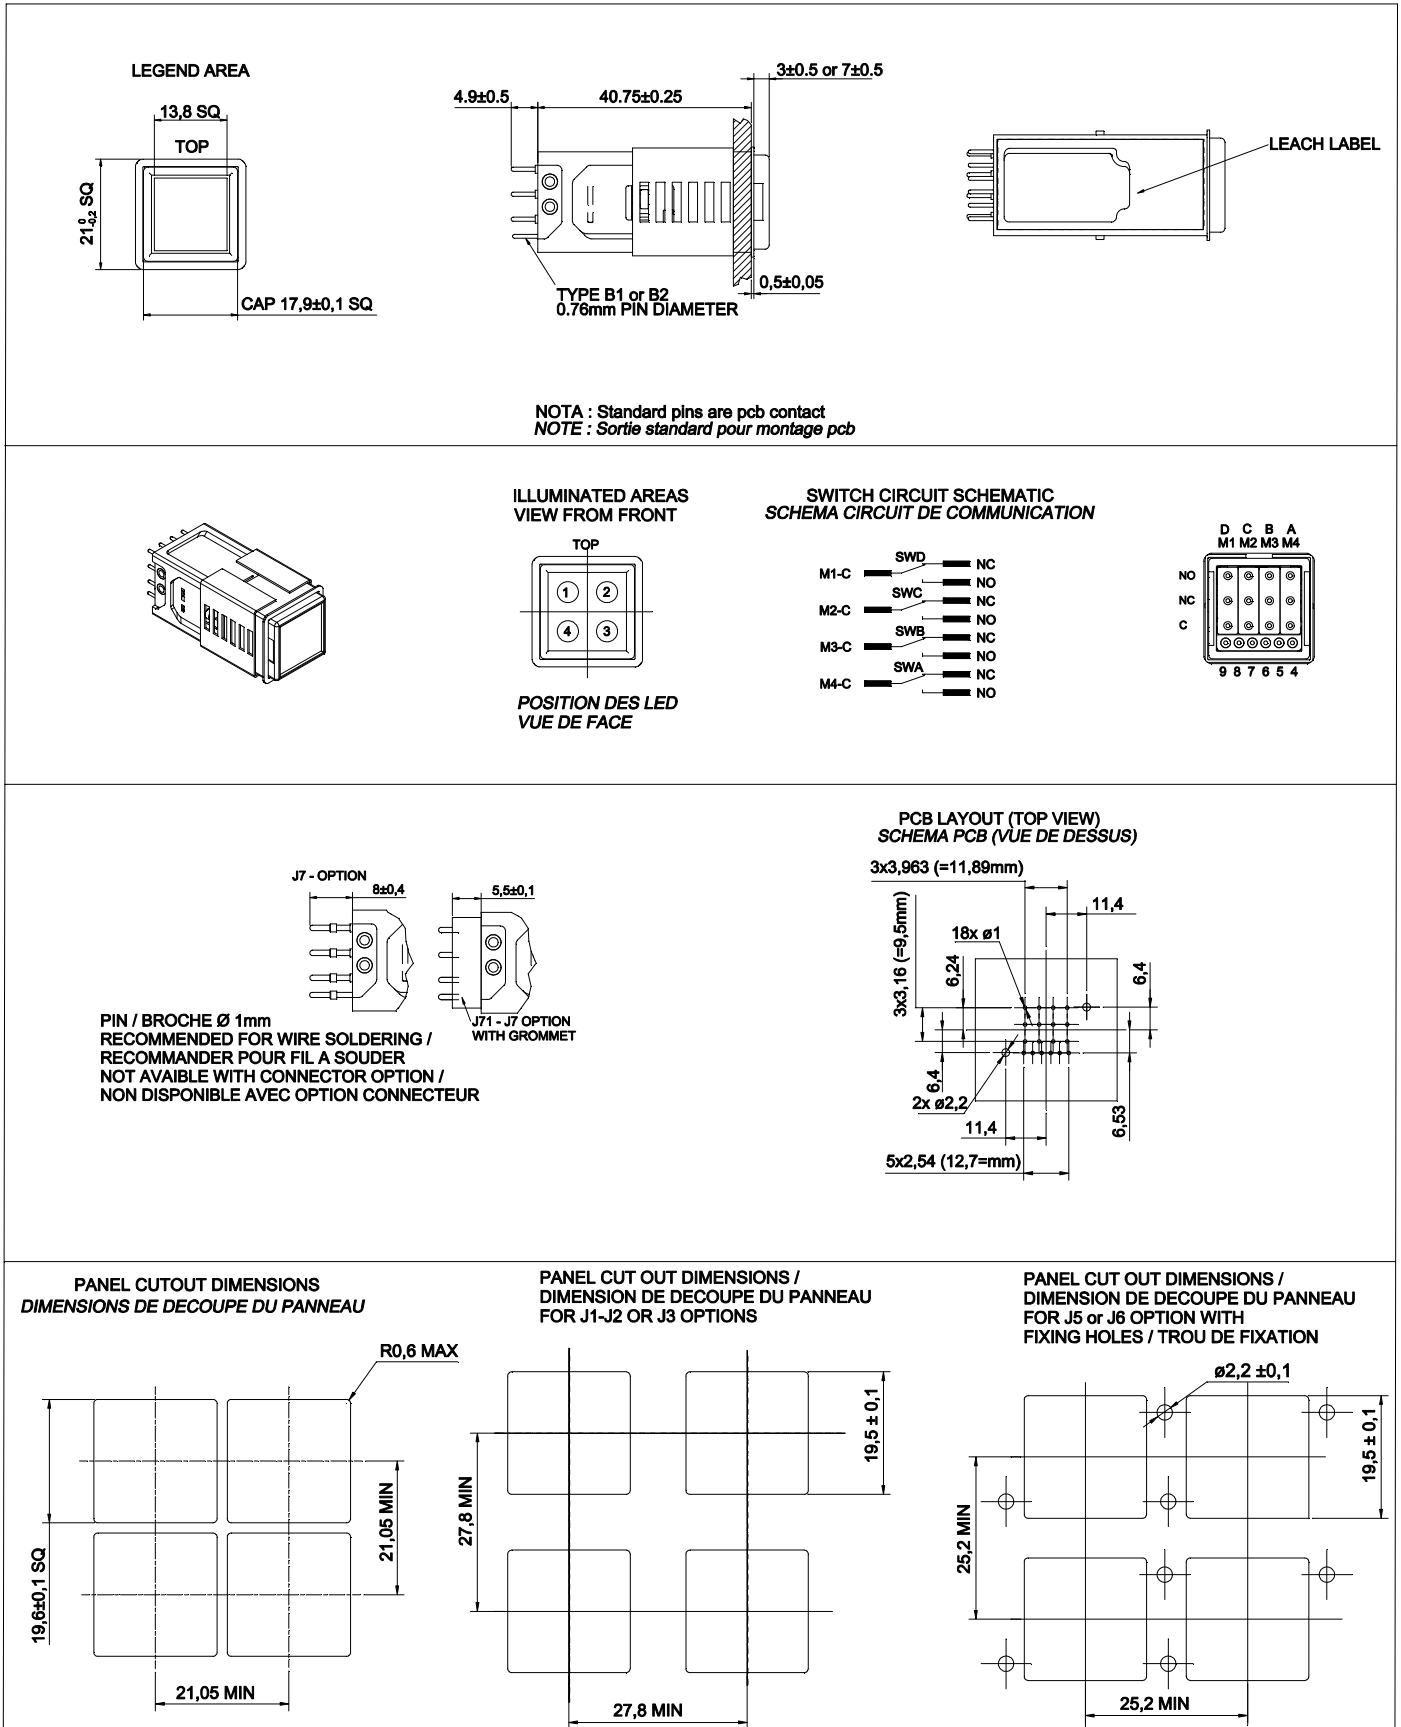 LEGEND AREA
13,8 SQ
TOP
21 0 -0,2 SQ
CAP 17,9±0,1 SQ
4.9±0.5
40.75±0.25
3±0.5 or 7±0.5
0,5±0,05
TYPE B1 or B2
0.76mm PIN DIAMETER
LEACH LABEL
NOTA : Standard pins are pcb contact
NOTE : Sortie standard pour montage pcb
ILLUMINATED AREAS
VIEW FROM FRONT
TOP
1 2
4 3
POSITION DES LED
VUE DE FACE
SWITCH CIRCUIT SCHEMATIC
SCHEMA CIRCUIT DE COMMUNICATION
M1-C SWD NC
NO
M2-C SWC NC
NO
M3-C SWB NC
NO
M4-C SWA NC
NO
D C B A
M1 M2 M3 M4
NO
NC
C
9 8 7 6 5 4
J7 - OPTION
8±0,4
5,5±0,1
J71 - J7 OPTION
WITH GROMMET
PIN / BROCHE Ø 1mm
RECOMMENDED FOR WIRE SOLDERING /
RECOMMANDER POUR FIL A SOUDER
NOT AVAIBLE WITH CONNECTOR OPTION /
NON DISPONIBLE AVEC OPTION CONNECTEUR
PCB LAYOUT (TOP VIEW)
SCHEMA PCB (VUE DE DESSUS)
3x3,963 (=11,89mm)
11,4
3x3,16 (=9,5mm)
18x ø1
6,24
6,4
6,4
2x ø2,2
6,53
11,4
5x2,54 (12,7=mm)
PANEL CUTOUT DIMENSIONS
DIMENSIONS DE DECOUPE DU PANNEAU
R0,6 MAX
21,05 MIN
19,6±0,1 SQ
21,05 MIN
PANEL CUT OUT DIMENSIONS /
DIMENSION DE DECOUPE DU PANNEAU
FOR J1-J2 OR J3 OPTIONS
19,5 ± 0,1
27,8 MIN
27,8 MIN
PANEL CUT OUT DIMENSIONS /
DIMENSION DE DECOUPE DU PANNEAU
FOR J5 or J6 OPTION WITH
FIXING HOLES / TROU DE FIXATION
ø2,2 ±0,1
19,5 ± 0,1
25,2 MIN
25,2 MIN